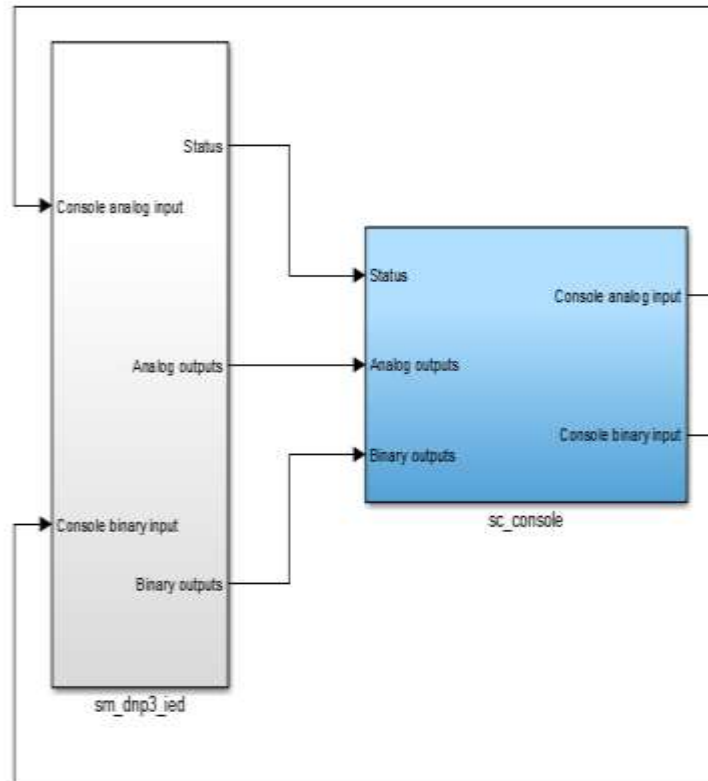 Status
Console analog input
Analog outputs
Console binary input
Binary outputs
sm_dnp3_ied
Status
Console analog input
Analog outputs
Console binary input
Binary outputs
sc_console